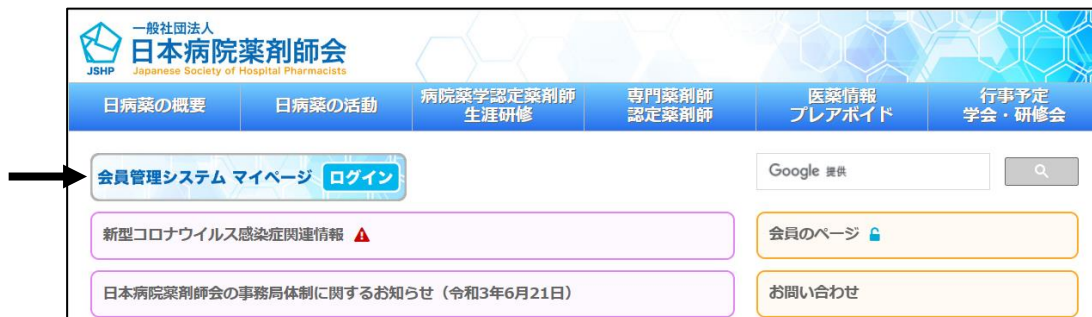 一般社団法人
日本病院薬剤師会
JSHP Japanese Society of Hospital Pharmacists
日病薬の概要
日病薬の活動
病院薬学認定薬剤師
生涯研修
専門薬剤師
認定薬剤師
医薬情報
プレアボイド
行事予定
学会・研修会
会員管理システム マイページ ログイン
Google 提供
新型コロナウイルス感染症関連情報
会員のページ
日本病院薬剤師会の事務局体制に関するお知らせ（令和3年6月21日）
お問い合わせ